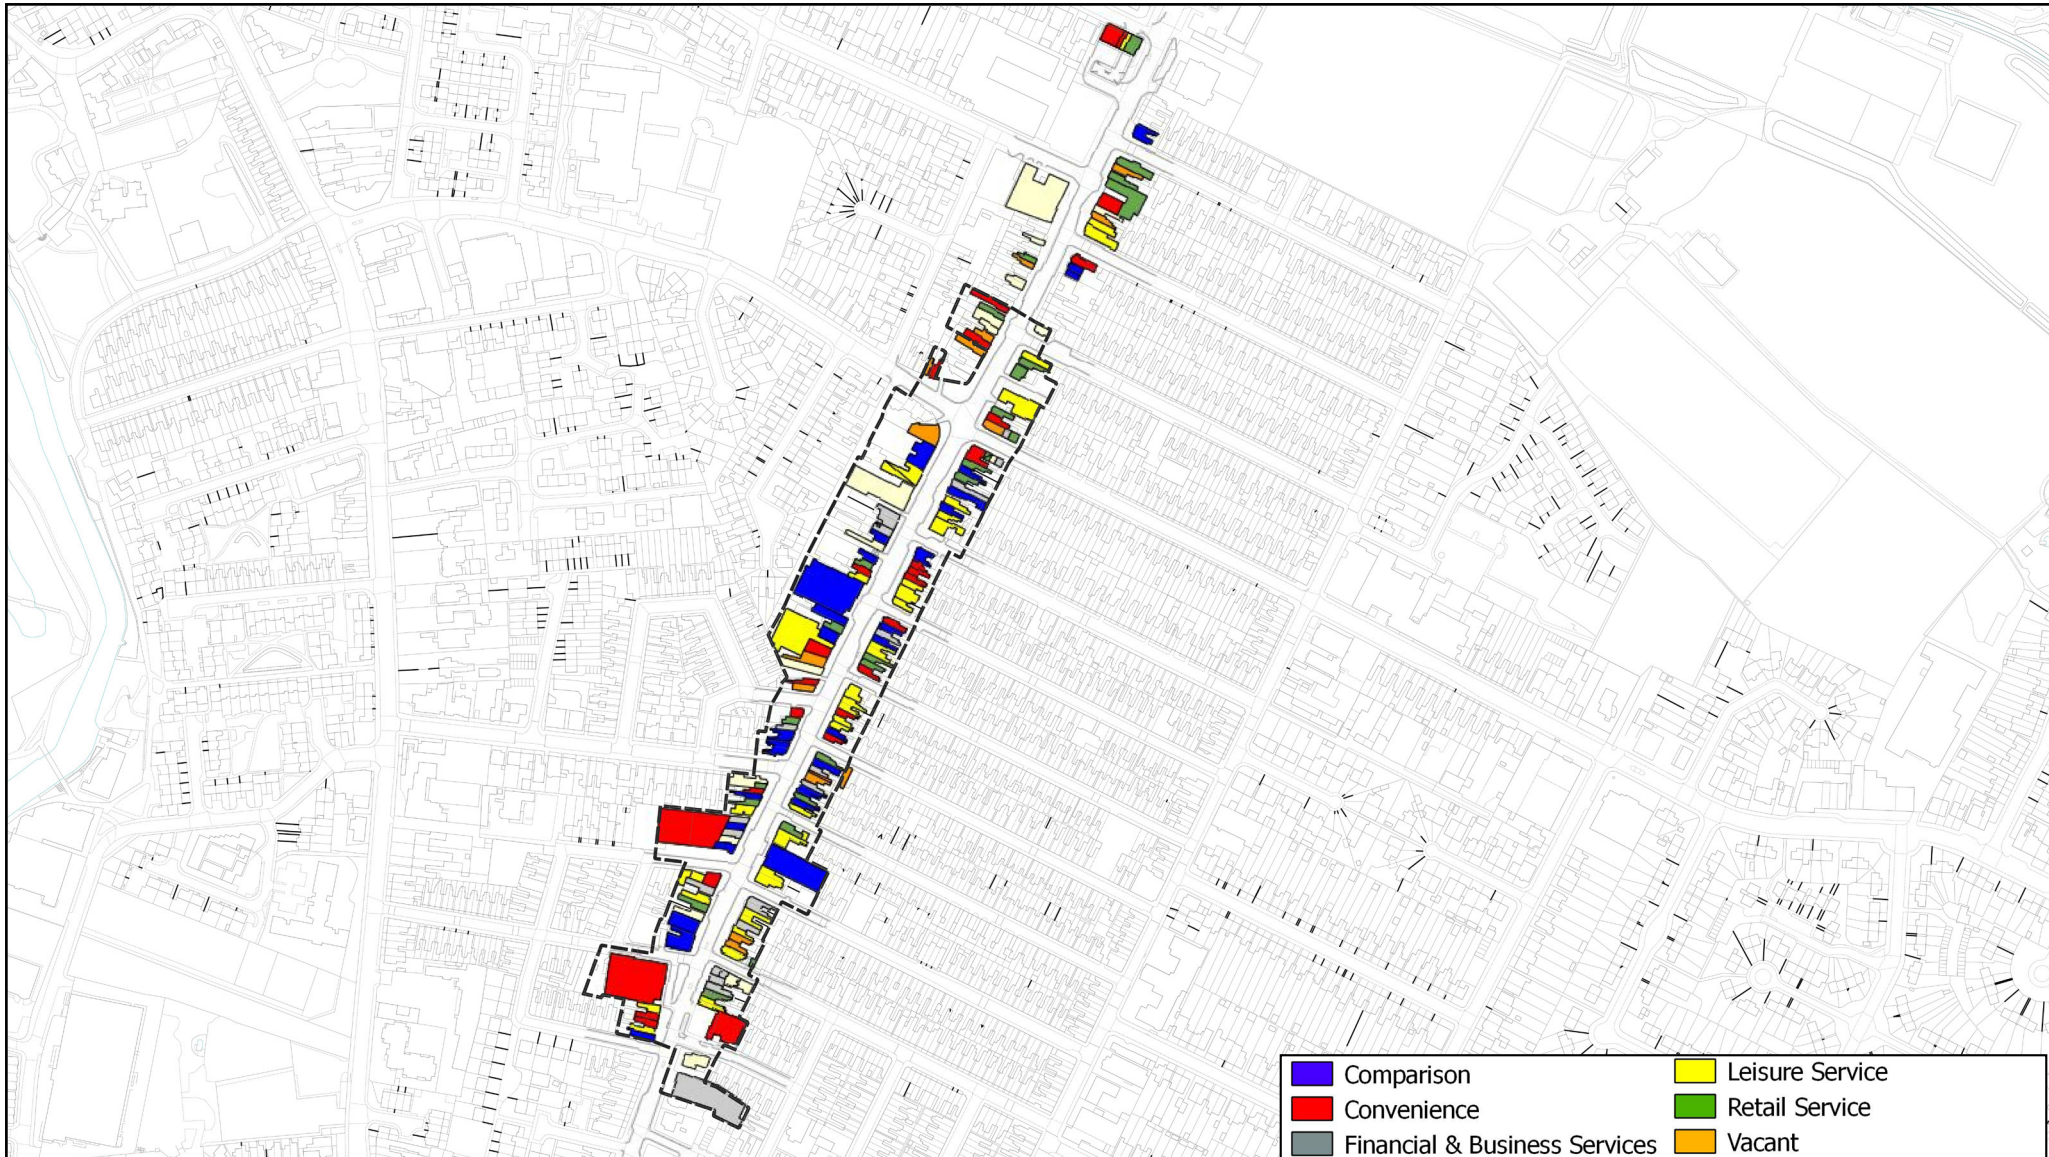 Comparison
Convenience
Financial & Business Services
Leisure Service
Retail Service
Vacant